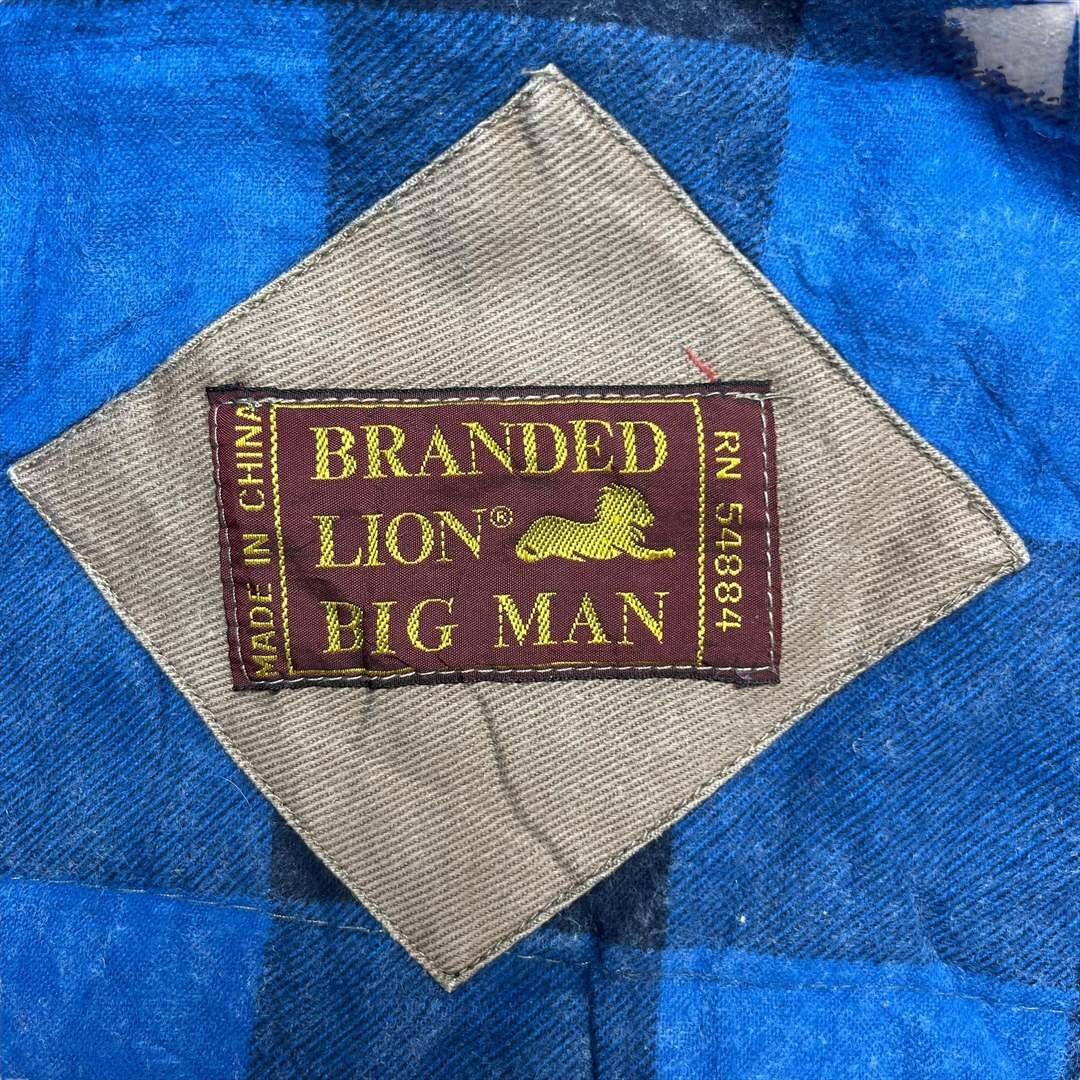 MADE IN CHINA
BRANDED
LION®
BIG MAN
RN 54884